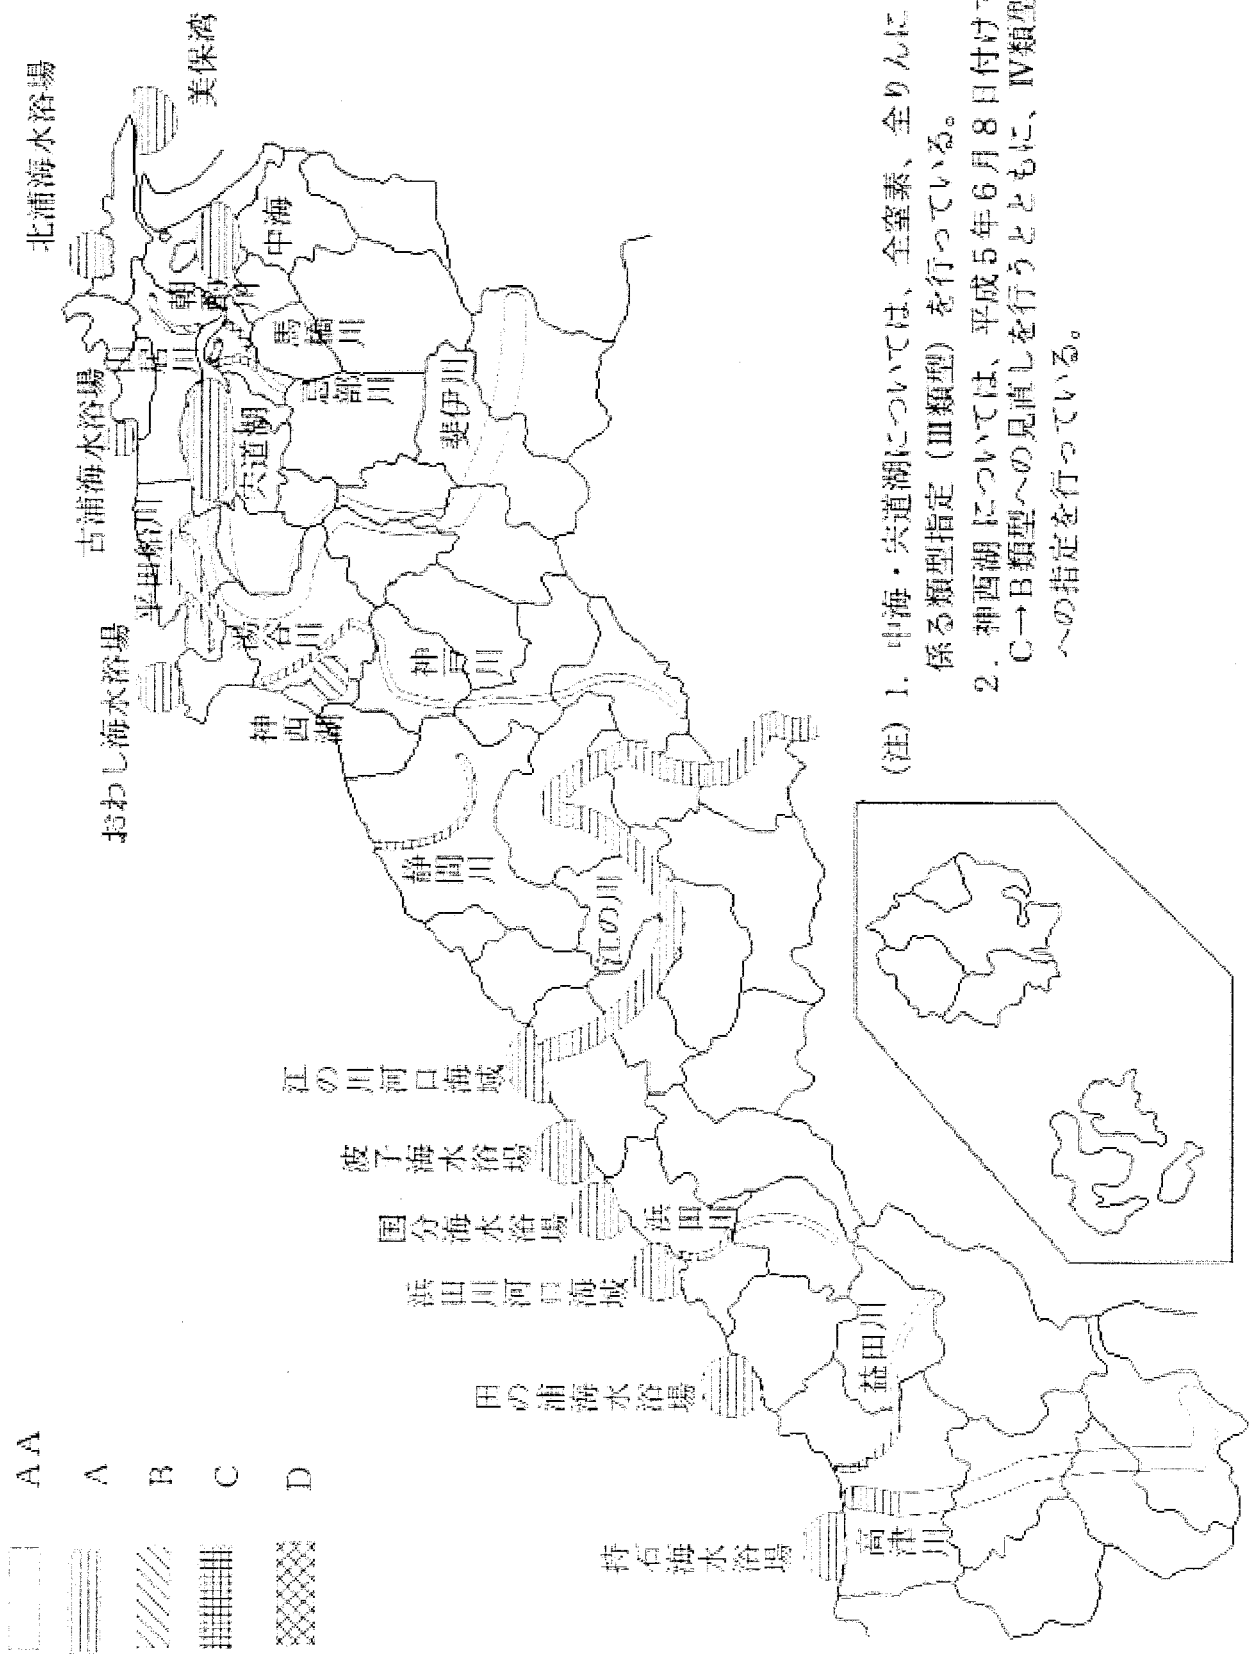 AA
A
B
C
D
北浦海水浴場
美保湾
古浦海水浴場
中海
朝酌川
馬橋川
忌部川
宍道湖
斐伊川
平田船川
おわし海水浴場
湯谷川
神戸川
神西湖
静間川
江の川
江の川河口海域
波子海水浴場
国分海水浴場
浜田川
浜田川河口海域
田の浦海水浴場
益田川
持石海水浴場
高津川
(注) 1. 中海・宍道湖については、全窒素、全りんに
係る類型指定（Ⅲ類型）を行っている。
2. 神西湖については、平成5年6月8日付けで
C→B類型への見直しを行うとともに、Ⅳ類型
への指定を行っている。